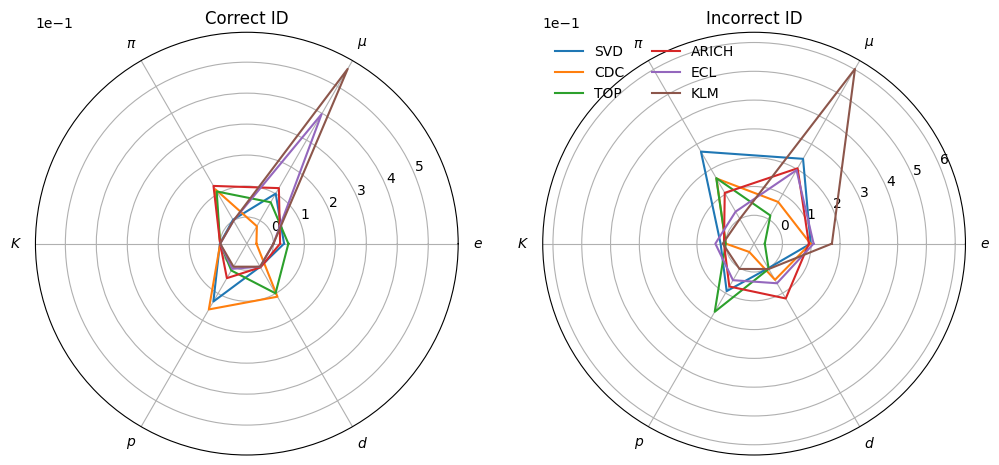 Correct ID
1e−1
π
μ
5
4
3
2
1
0
K
e
p
d
Incorrect ID
1e−1
π
μ
SVD
CDC
TOP
ARICH
ECL
KLM
6
5
4
3
2
1
0
K
e
p
d